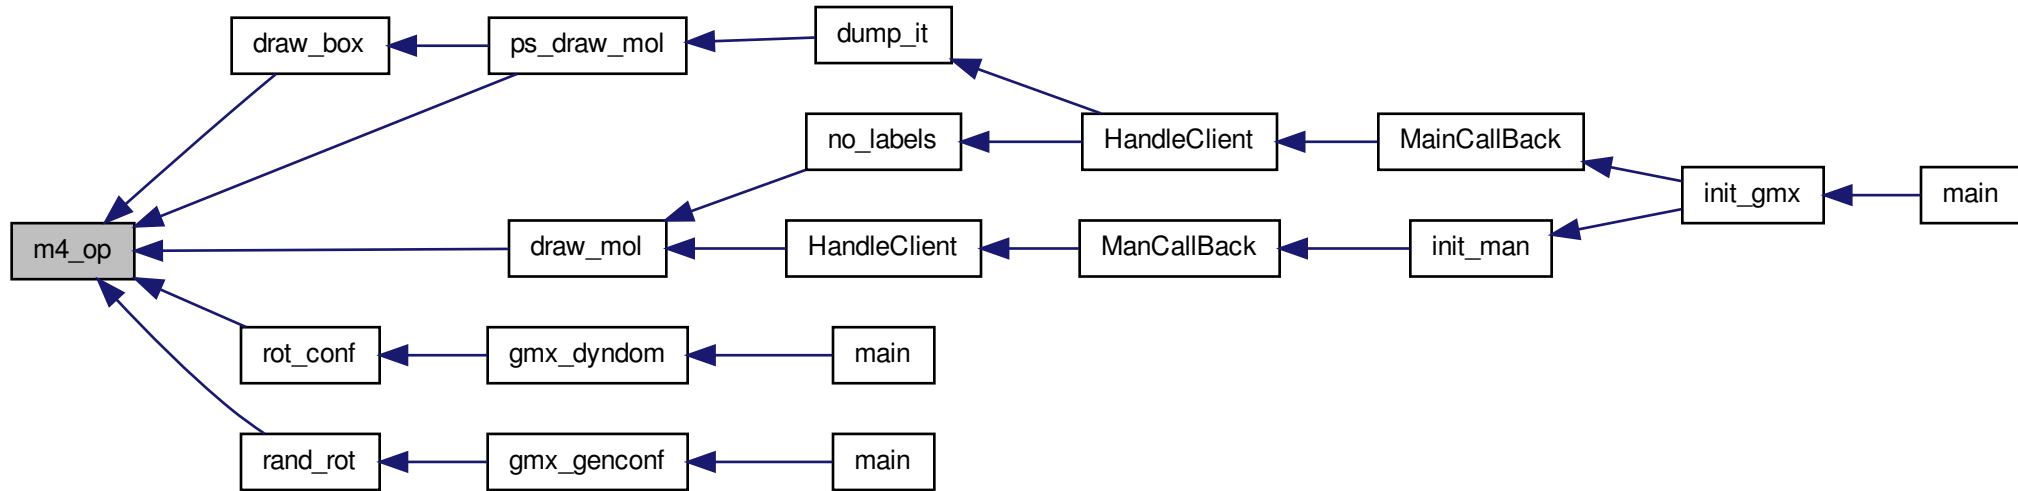 draw_box
ps_draw_mol
dump_it
no_labels
HandleClient
MainCallBack
init_gmx
main
m4_op
draw_mol
HandleClient
ManCallBack
init_man
rot_conf
gmx_dyndom
main
rand_rot
gmx_genconf
main